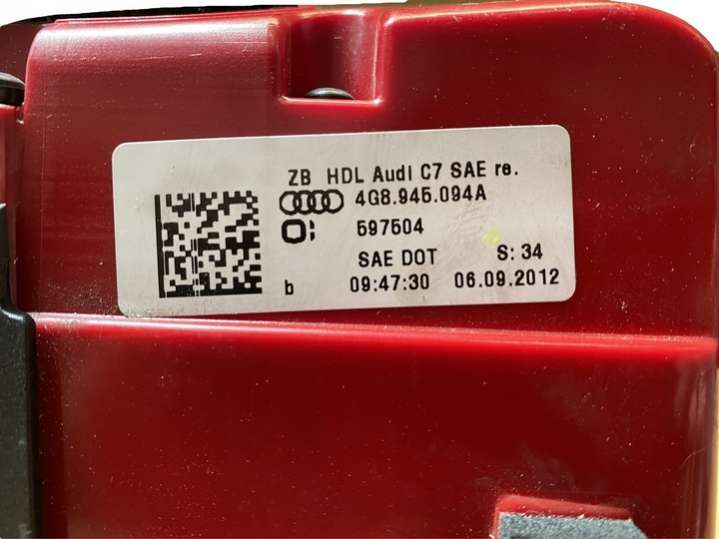 ZB HDL Audi C7 SAE re.
4G8.945.094A
597504
SAE DOT S: 34
b 09:47:30 06.09.2012